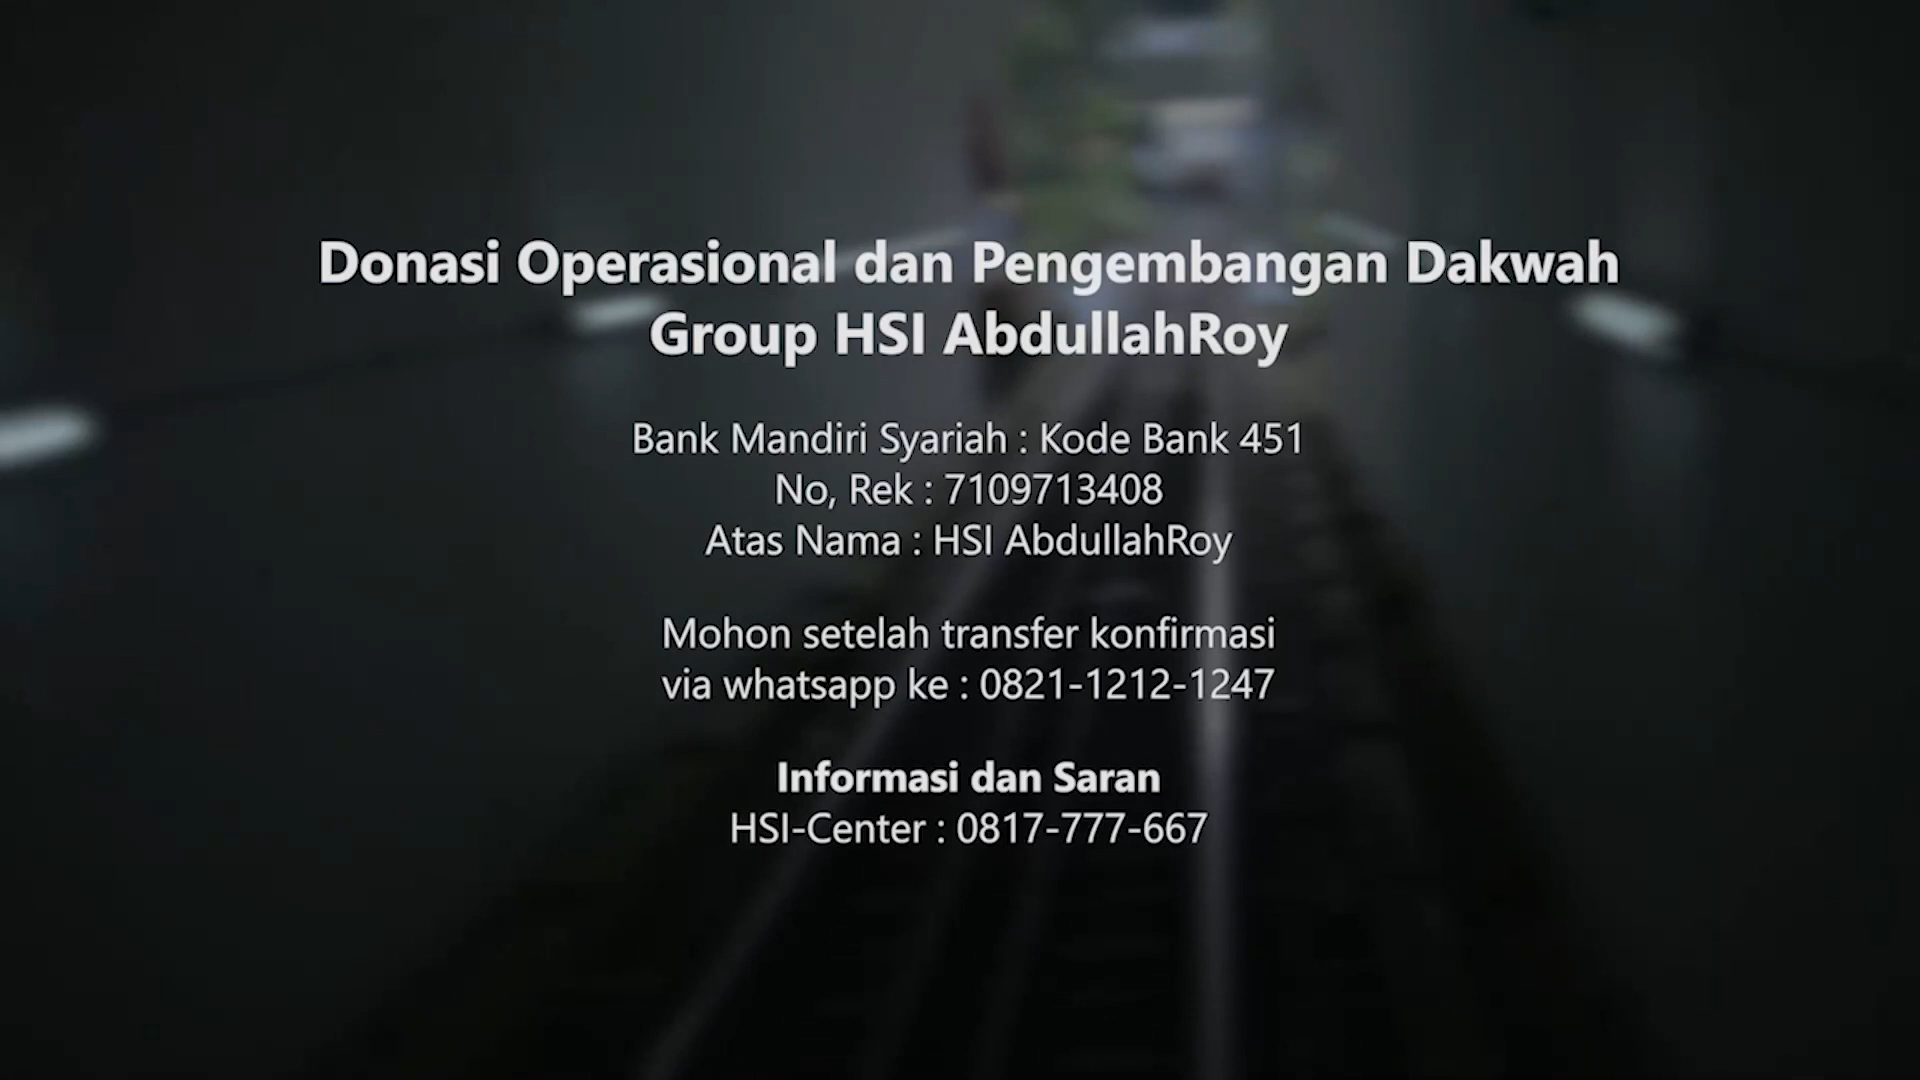 Donasi Operasional dan Pengembangan Dakwah
Group HSI AbdullahRoy
Bank Mandiri Syariah : Kode Bank 451
No, Rek : 7109713408
Atas Nama : HSI AbdullahRoy
Mohon setelah transfer konfirmasi
via whatsapp ke : 0821-1212-1247
Informasi dan Saran
HSI-Center : 0817-777-667